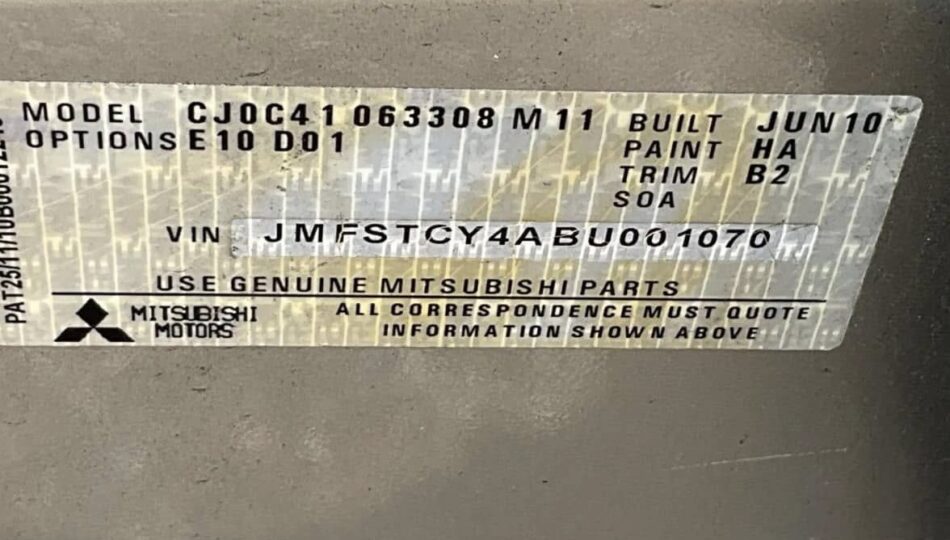 MODEL CJ0C41 063308 M11 BUILT JUN10
OPTIONS E10 D01 PAINT HA
TRIM B2
SOA
VIN JMFSTCY4ABU001070
USE GENUINE MITSUBISHI PARTS
MITSUBISHI MOTORS
ALL CORRESPONDENCE MUST QUOTE
INFORMATION SHOWN ABOVE